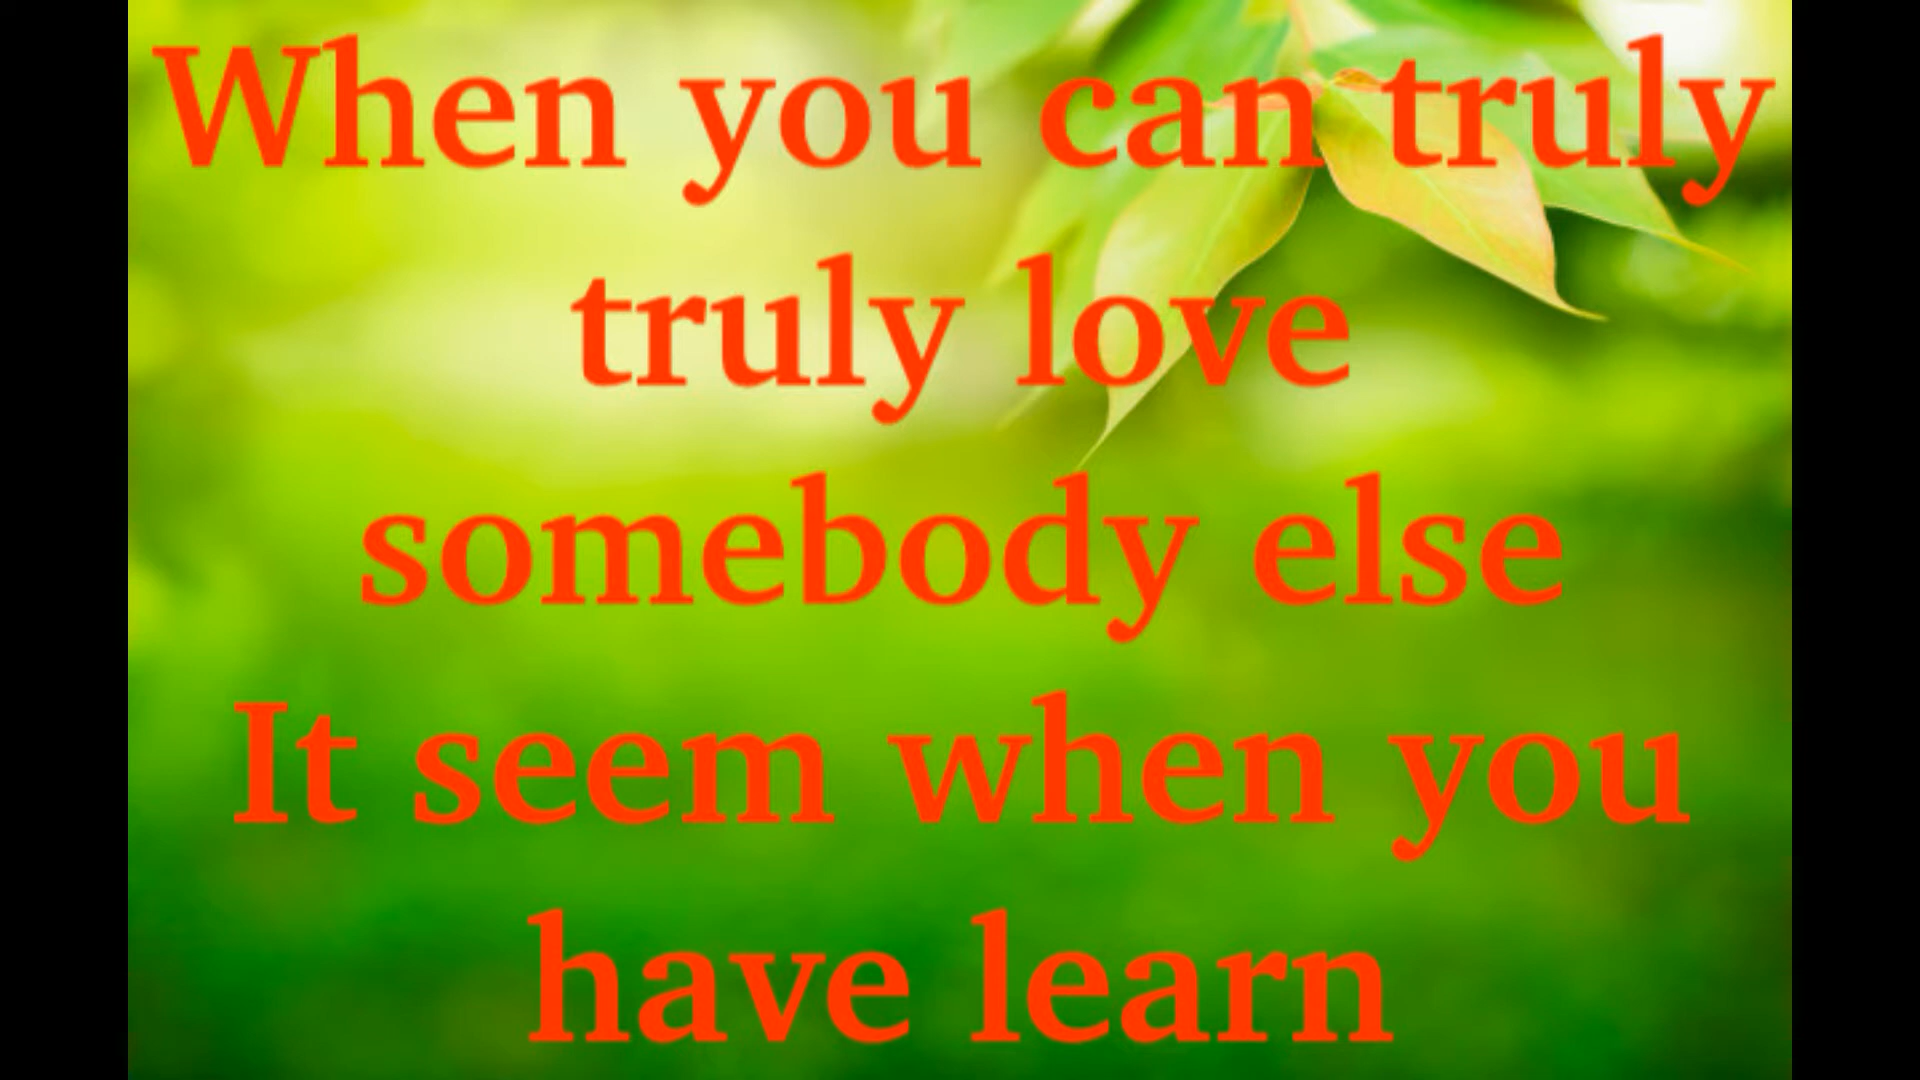 When you can truly
truly love
somebody else
It seem when you
have learn